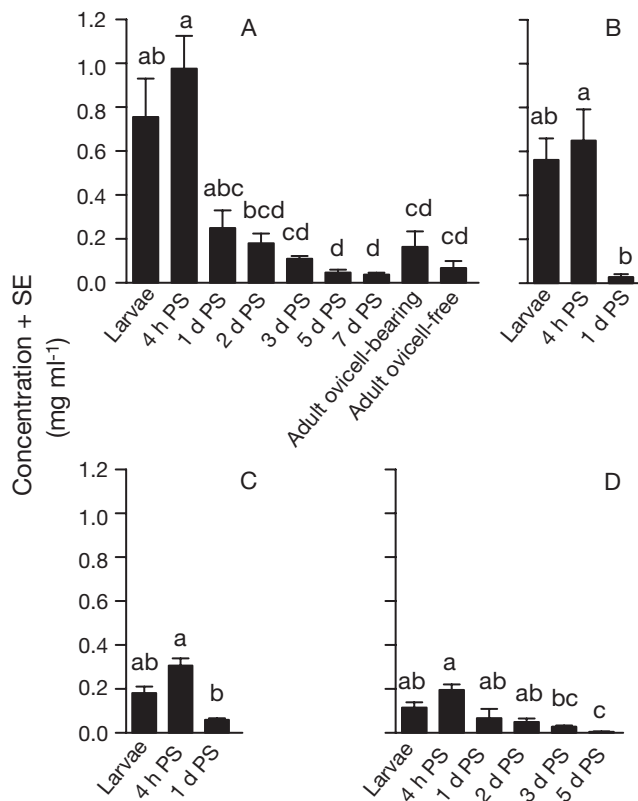 Concentration + SE
(mg ml-1)
A
1.2
1.0
0.8
0.6
0.4
0.2
0.0
ab
a
abc
bcd
cd
d
d
cd
cd
Larvae
4 h PS
1 d PS
2 d PS
3 d PS
5 d PS
7 d PS
Adult ovicell-bearing
Adult ovicell-free
B
ab
a
b
Larvae
4 h PS
1 d PS
C
1.2
1.0
0.8
0.6
0.4
0.2
0.0
ab
a
b
Larvae
4 h PS
1 d PS
D
ab
a
ab
ab
bc
c
Larvae
4 h PS
1 d PS
2 d PS
3 d PS
5 d PS